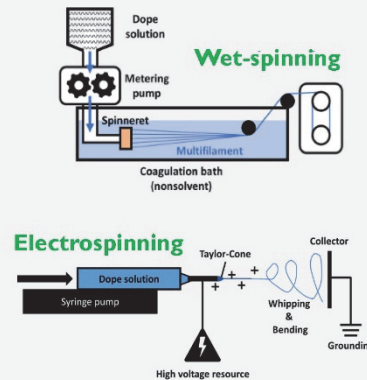 Dope
solution
Wet-spinning
Metering
pump
Spinneret
Multifilament
Coagulation bath
(nonsolvent)
Electrospinning
Taylor-Cone
Collector
Dope solution
Syringe pump
Whipping
&
Bending
Groundin
High voltage resource